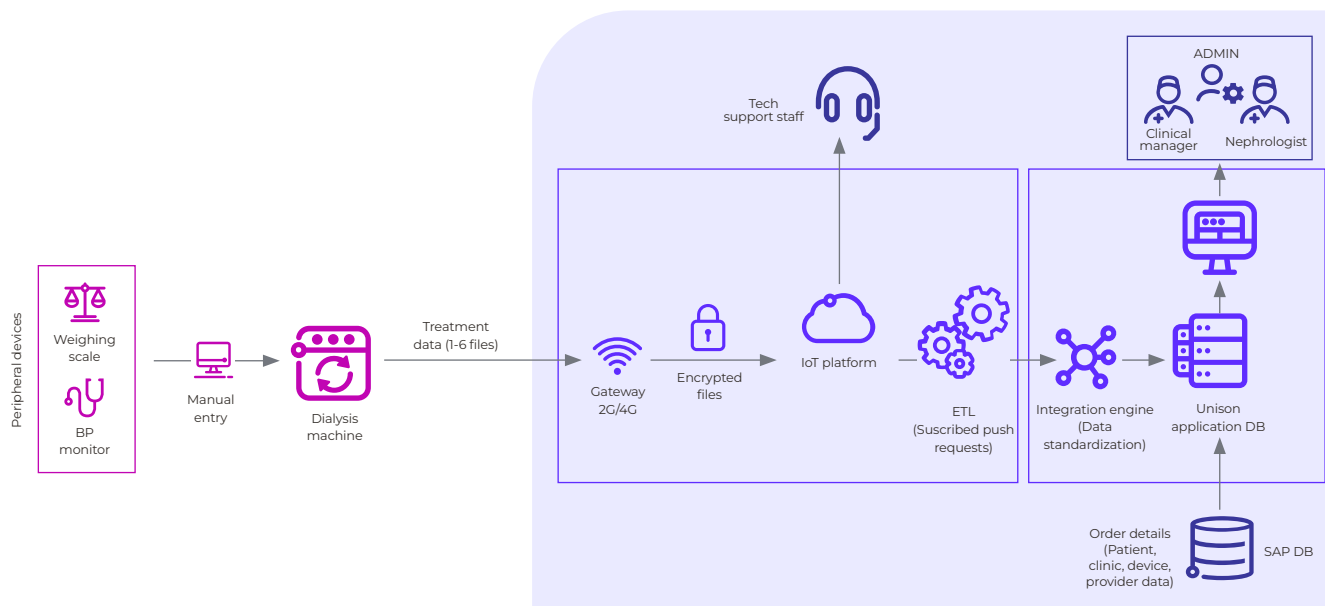 Peripheral devices
Weighing
scale
BP
monitor
Manual
entry
Dialysis
machine
Treatment
data (1-6 files)
Gateway
2G/4G
Encrypted
files
IoT platform
Tech
support staff
ETL
(Suscribed push
requests)
Integration engine
(Data
standardization)
Unison
application DB
ADMIN
Clinical
manager
Nephrologist
Order details
(Patient,
clinic, device,
provider data)
SAP DB